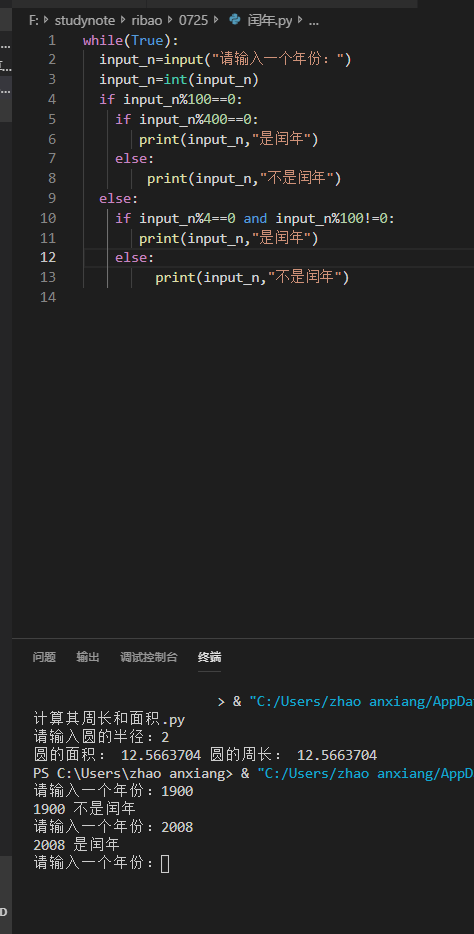 F: > studynote > ribao > 0725 > 闰年.py > ...
1 while(True):
2 input_n=input("请输入一个年份：")
3 input_n=int(input_n)
4 if input_n%100==0:
5 if input_n%400==0:
6 print(input_n,"是闰年")
7 else:
8 print(input_n,"不是闰年")
9 else:
10 if input_n%4==0 and input_n%100!=0:
11 print(input_n,"是闰年")
12 else:
13 print(input_n,"不是闰年")
14
问题 输出 调试控制台 终端
> & "C:/Users/zhao anxiang/AppDa
计算其周长和面积.py
请输入圆的半径：2
圆的面积： 12.5663704 圆的周长： 12.5663704
PS C:\Users\zhao anxiang> & "C:/Users/zhao anxiang/AppD
请输入一个年份：1900
1900 不是闰年
请输入一个年份：2008
2008 是闰年
请输入一个年份：